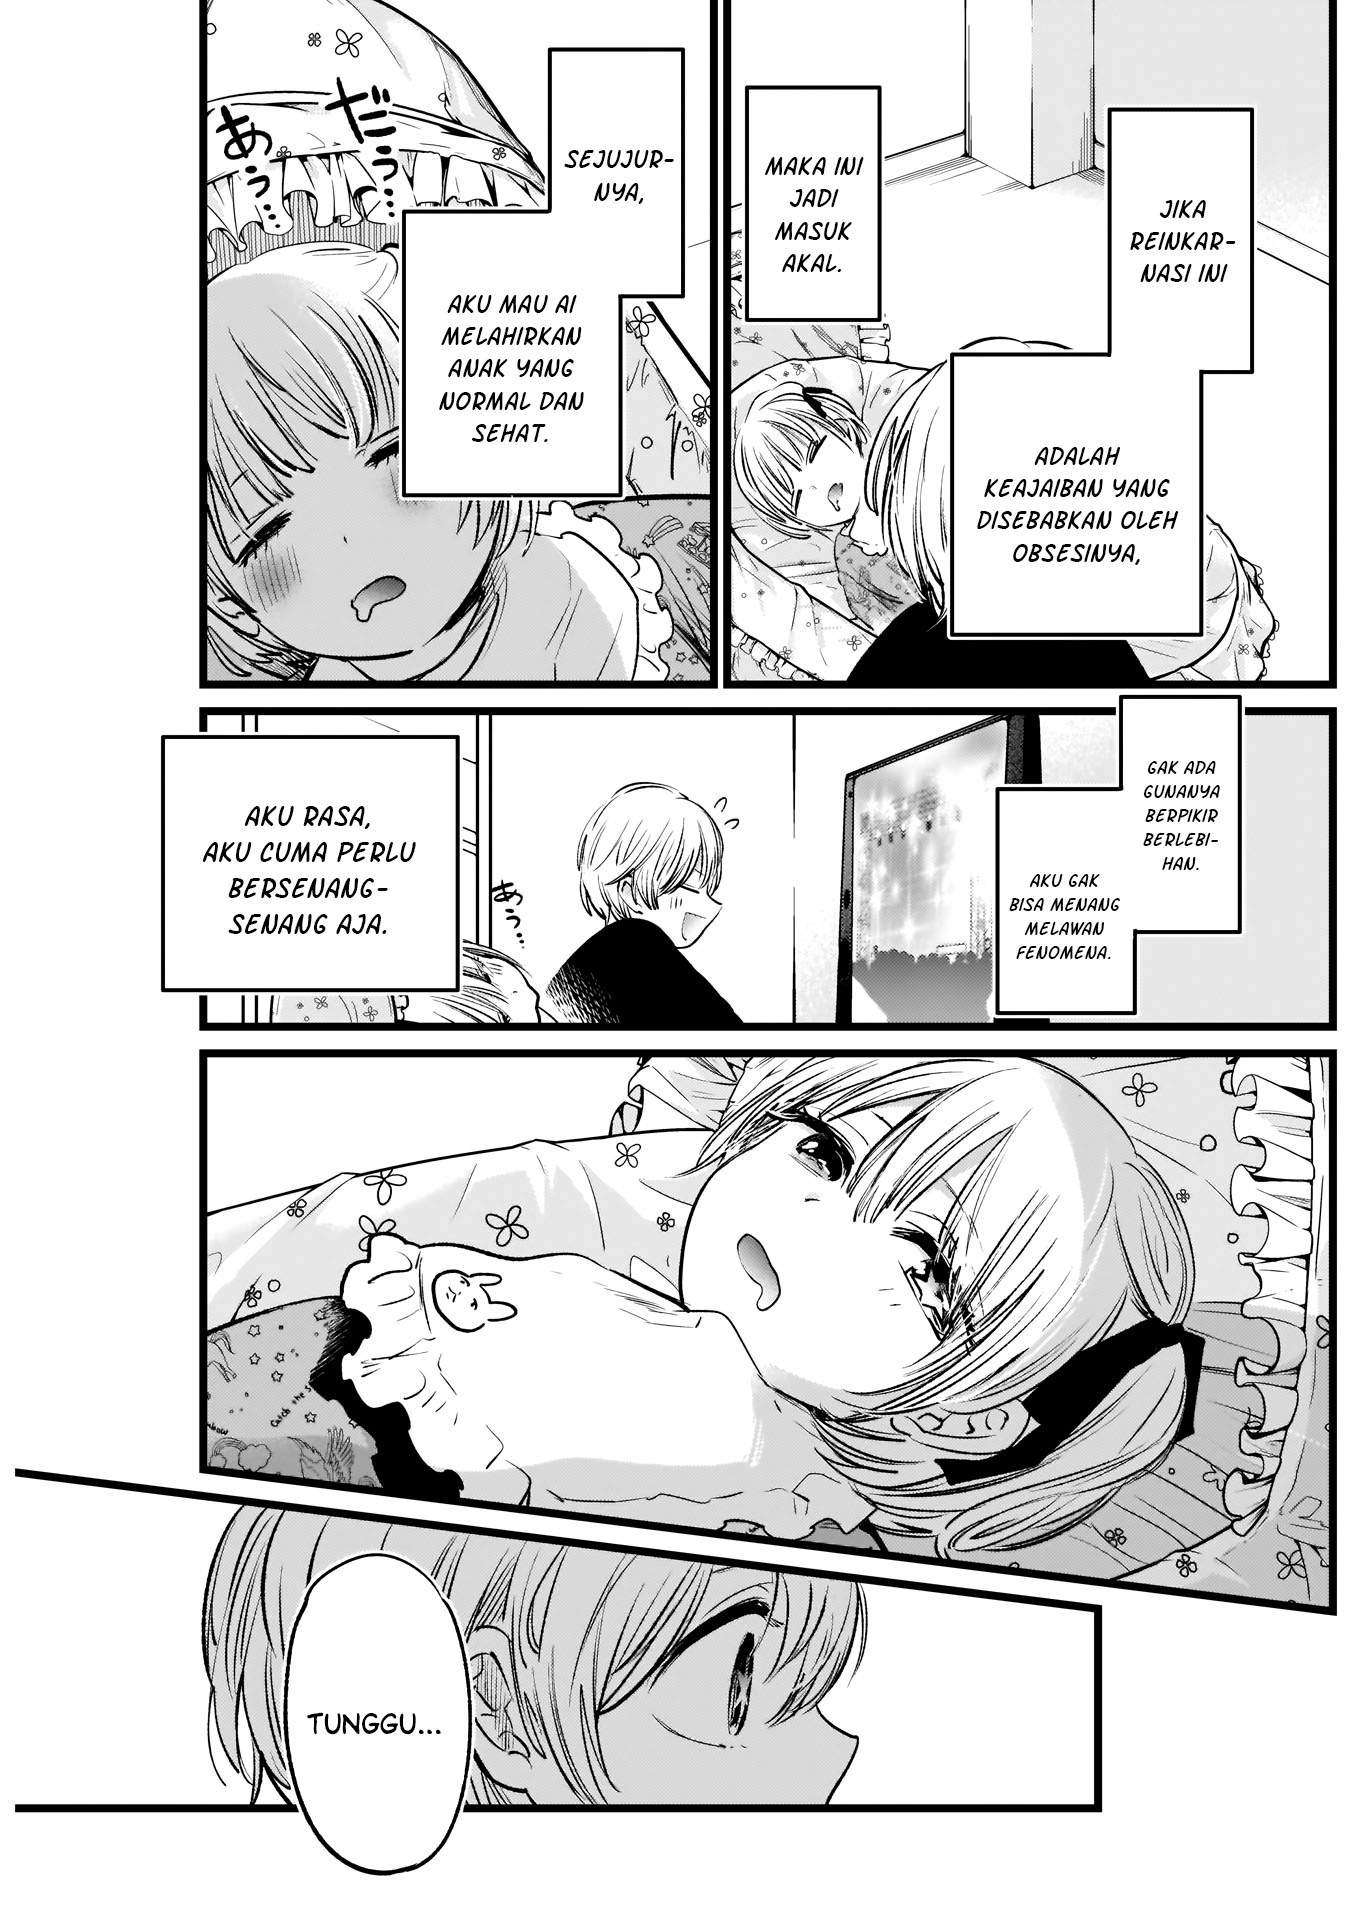 JIKA
REINKAR-
NASI INI
ADALAH
KEAJAIBAN YANG
DISEBABKAN OLEH
OBSESINYA,
MAKA INI
JADI
MASUK
AKAL.
SEJUJUR-
NYA,
AKU MAU AI
MELAHIRKAN
ANAK YANG
NORMAL DAN
SEHAT.
だぅ…
あぅ…
GAK ADA
GUNANYA
BERPIKIR
BERLEBI-
HAN.
AKU GAK
BISA MENANG
MELAWAN
FENOMENA.
あぅ…
AKU RASA,
AKU CUMA PERLU
BERSENANG-
SENANG AJA.
Catch the s
TUNGGU...